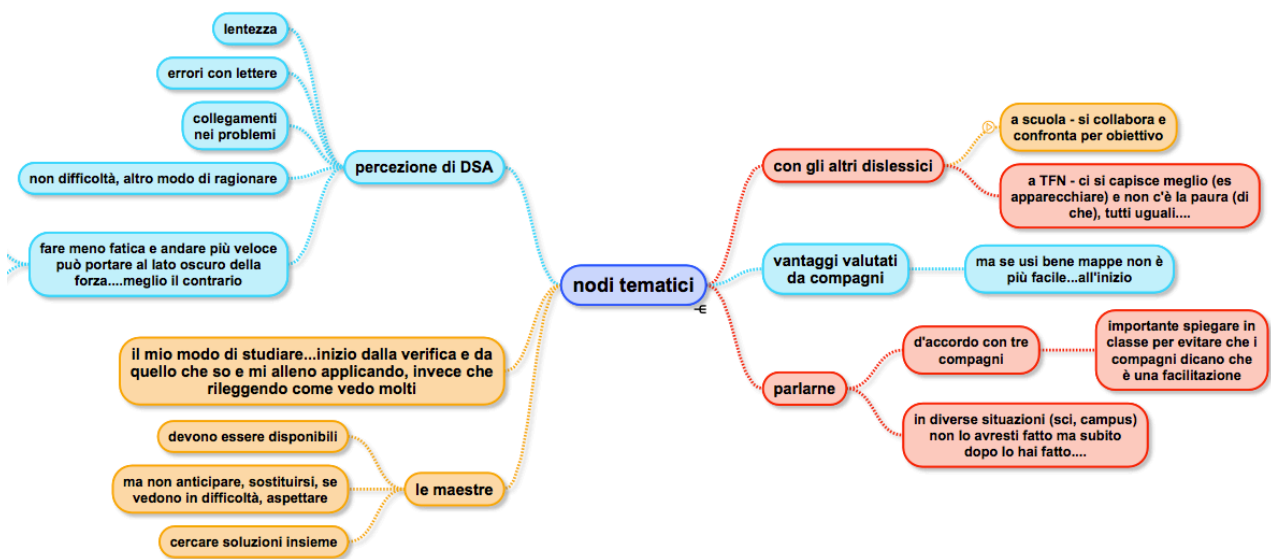 lentezza
errori con lettere
collegamenti
nei problemi
non difficoltà, altro modo di ragionare
fare meno fatica e andare più veloce
può portare al lato oscuro della
forza....meglio il contrario
percezione di DSA
il mio modo di studiare...inizio dalla verifica e da
quello che so e mi alleno applicando, invece che
rileggendo come vedo molti
devono essere disponibili
ma non anticipare, sostituirsi, se
vedono in difficoltà, aspettare
cercare soluzioni insieme
le maestre
nodi tematici
con gli altri dislessici
a scuola - si collabora e
confronta per obiettivo
a TFN - ci si capisce meglio (es
apparecchiare) e non c'è la paura (di
che), tutti uguali....
vantaggi valutati
da compagni
ma se usi bene mappe non è
più facile...all'inizio
parlarne
d'accordo con tre
compagni
importante spiegare in
classe per evitare che i
compagni dicano che
è una facilitazione
in diverse situazioni (sci, campus)
non lo avresti fatto ma subito
dopo lo hai fatto....